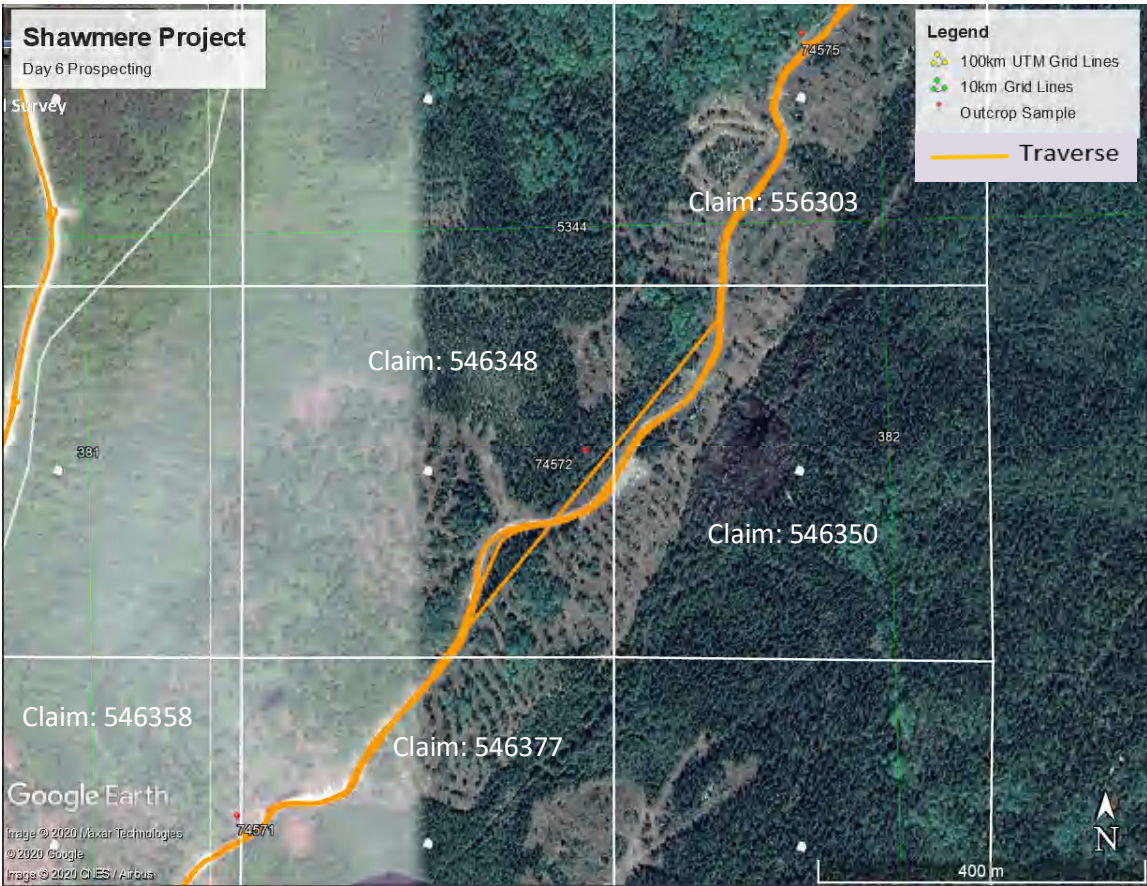 Shawmere Project
Day 6 Prospecting
l Survey
Legend
100km UTM Grid Lines
10km Grid Lines
Outcrop Sample
Traverse
74575
Claim: 556303
5344
Claim: 546348
381
382
74572
Claim: 546350
Claim: 546358
Claim: 546377
Google Earth
74571
Image © 2020 Maxar Technologies
© 2020 Google
Image © 2020 CNES / Airbus
N
400 m